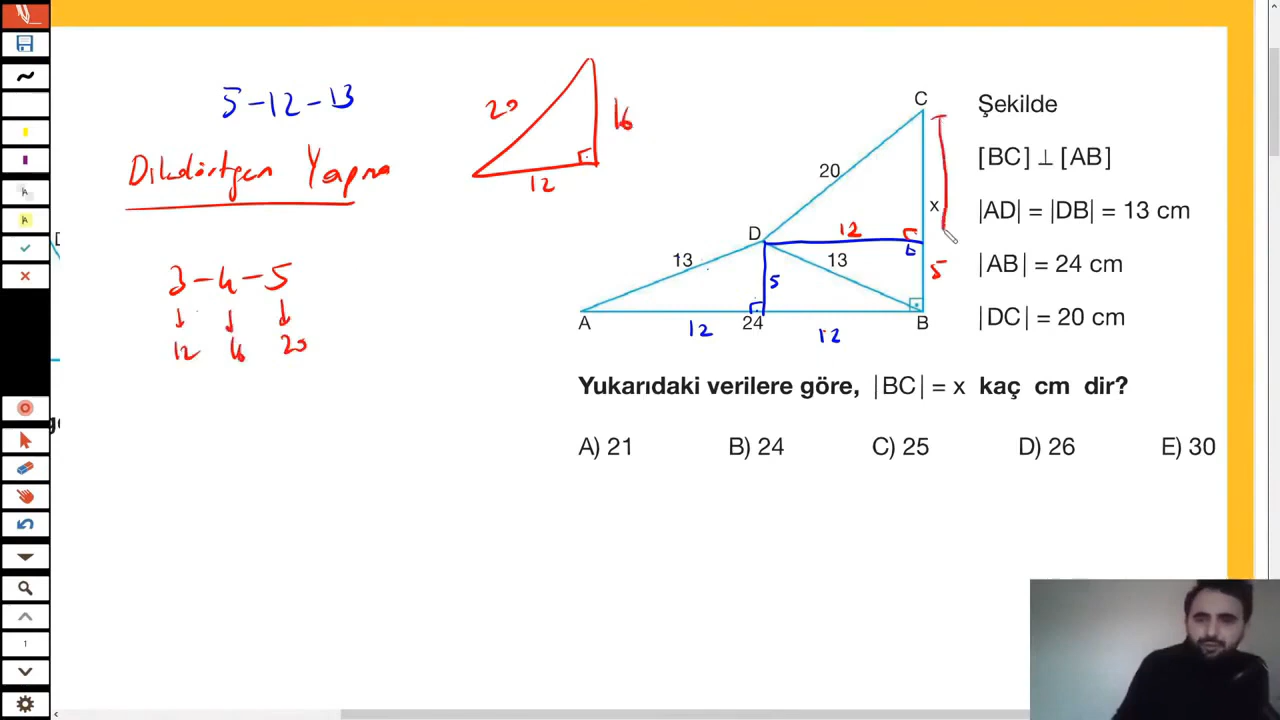 5-12-13
Dikdörtgen Yapma
3-4-5
12 16 20
20
16
12
C
20
x
D
12
13
13
5
5
A
12
24
12
B
Şekilde
[BC] ⊥ [AB]
|AD| = |DB| = 13 cm
|AB| = 24 cm
|DC| = 20 cm
Yukarıdaki verilere göre, |BC| = x kaç cm dir?
A) 21 B) 24 C) 25 D) 26 E) 30